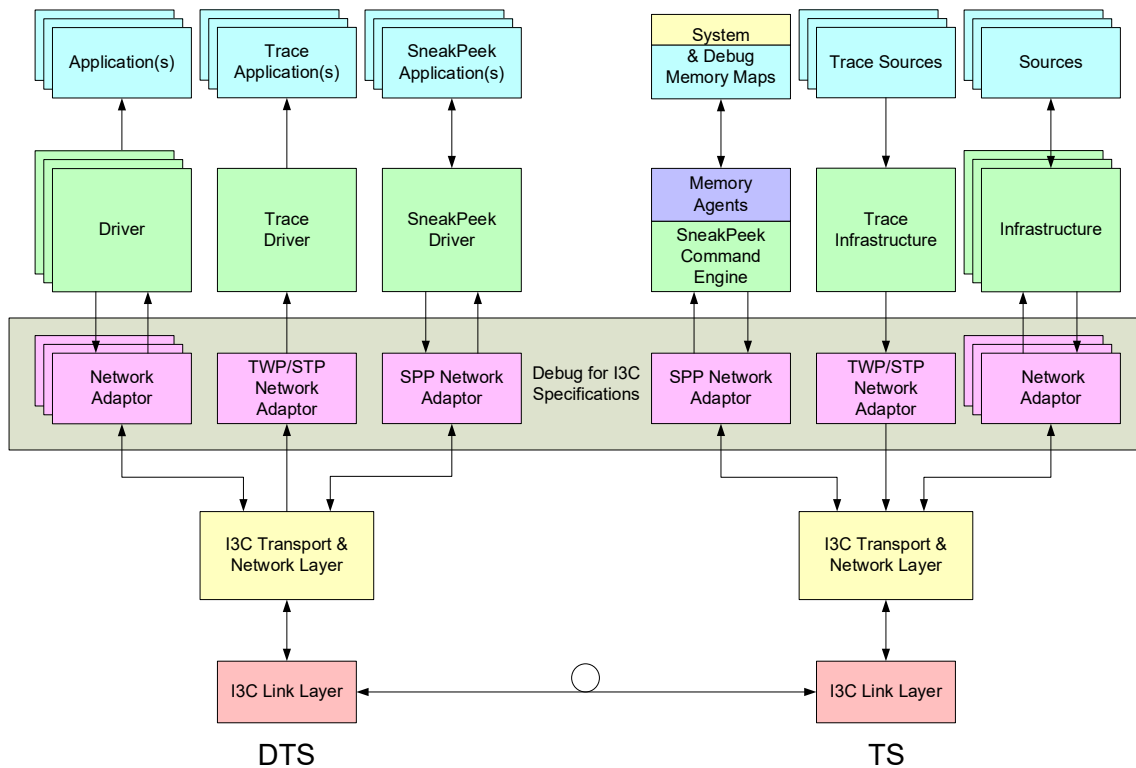 Application(s)
Trace
Application(s)
SneakPeek
Application(s)
System
& Debug
Memory Maps
Trace Sources
Sources
Driver
Trace
Driver
SneakPeek
Driver
Memory
Agents
SneakPeek
Command
Engine
Trace
Infrastructure
Infrastructure
Network
Adaptor
TWP/STP
Network
Adaptor
SPP Network
Adaptor
Debug for I3C
Specifications
SPP Network
Adaptor
TWP/STP
Network
Adaptor
Network
Adaptor
I3C Transport &
Network Layer
I3C Transport &
Network Layer
I3C Link Layer
I3C Link Layer
DTS
TS